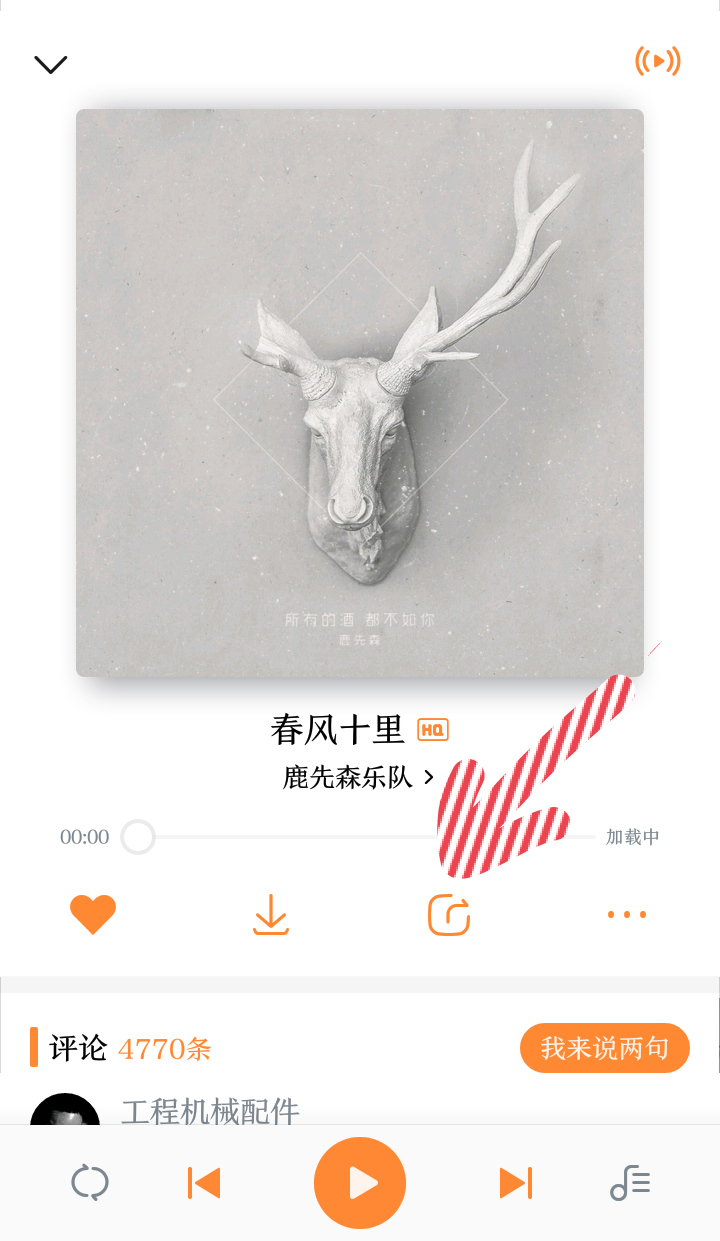 所有的酒 都不如你
鹿先森
春风十里 HQ
鹿先森乐队
00:00 加载中
评论 4770条 我来说两句
工程机械配件